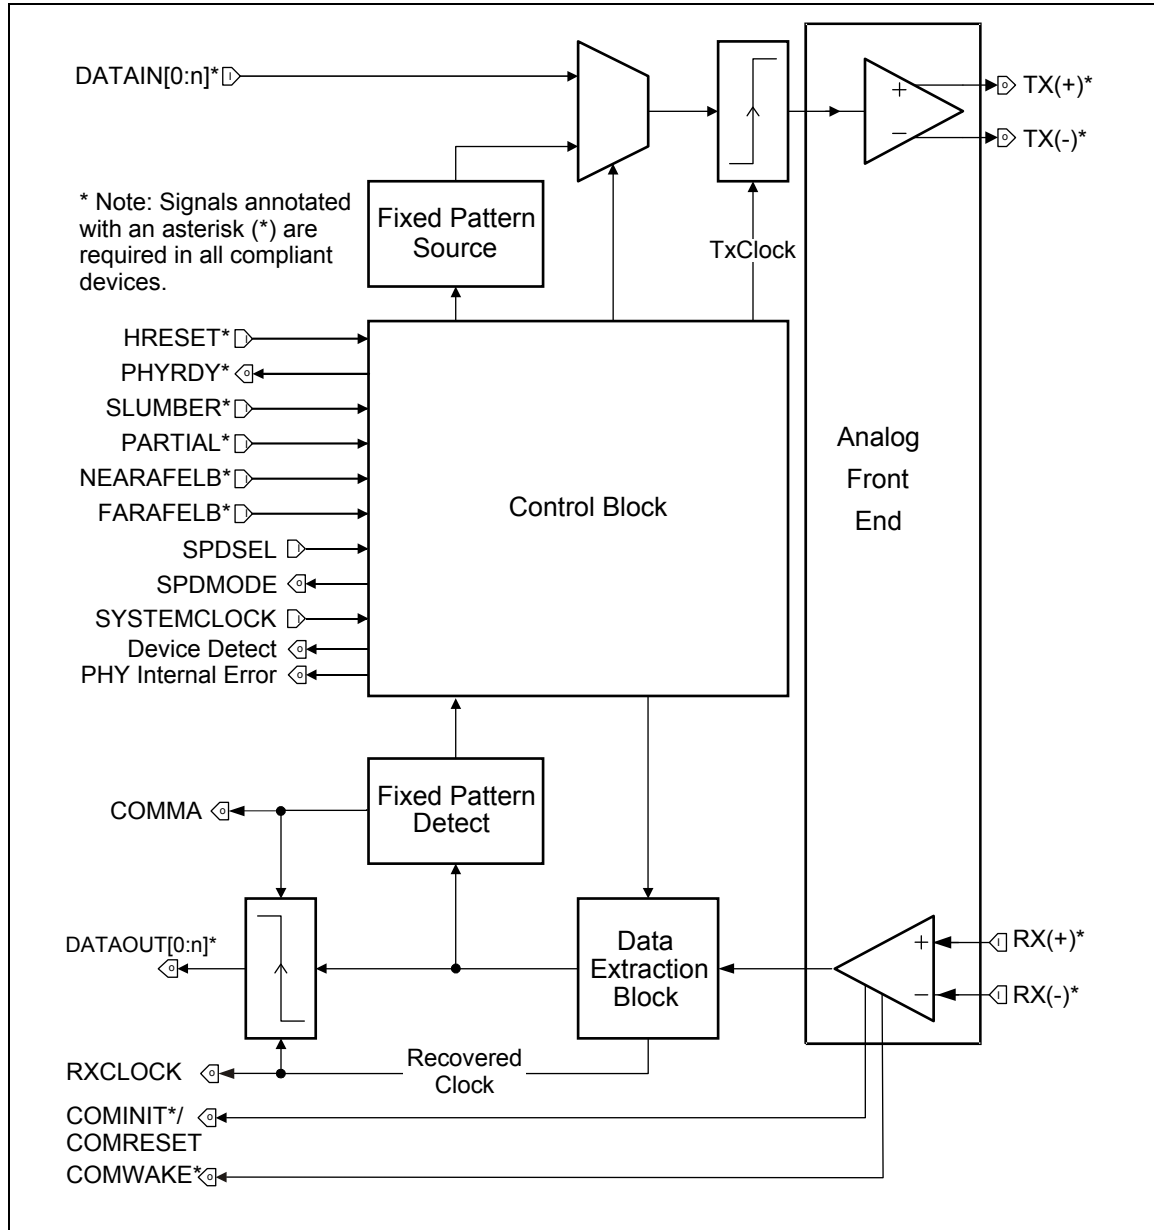 DATAIN[0:n]*
TX(+)*
TX(-)*
* Note: Signals annotated
with an asterisk (*) are
required in all compliant
devices.
Fixed Pattern
Source
TxClock
HRESET*
PHYRDY*
SLUMBER*
PARTIAL*
NEARAFELB*
FARAFELB*
SPDSEL
SPDMODE
SYSTEMCLOCK
Device Detect
PHY Internal Error
Control Block
Analog
Front
End
COMMA
Fixed Pattern
Detect
DATAOUT[0:n]*
Data
Extraction
Block
RX(+)*
RX(-)*
RXCLOCK
Recovered
Clock
COMINIT*/
COMRESET
COMWAKE*